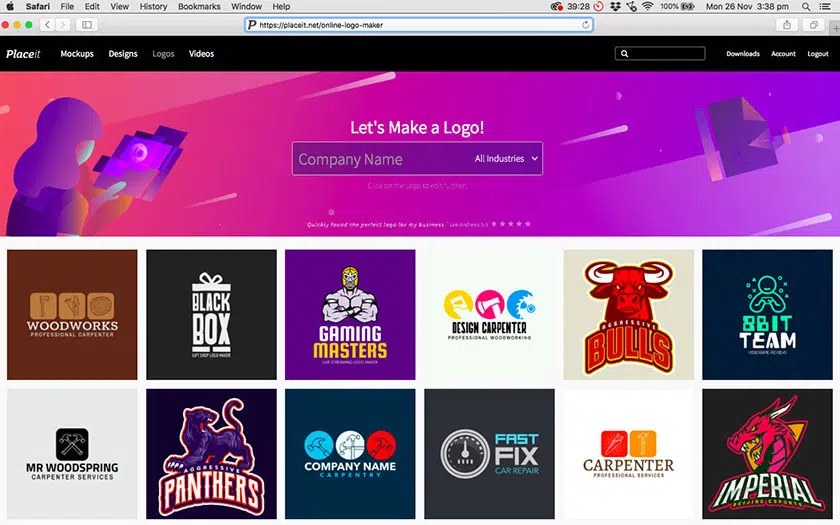 Safari File Edit View History Bookmarks Window Help 39:28 100% Mon 26 Nov 3:38 pm
https://placeit.net/online-logo-maker
Placeit Mockups Designs Logos Videos Downloads Account Logout
Let's Make a Logo!
Company Name All Industries
Click on the Logo to edit further.
Quickly found the perfect logo for my business.
WOODWORKS
PROFESSIONAL CARPENTER
BLACK
BOX
GIFT SHOP LOGO MAKER
GAMING
MASTERS
LIVE STREAMING LOGO MAKER
DESIGN CARPENTER
PROFESSIONAL WOODWORKING
AGGRESSIVE
BULLS
8BIT
TEAM
VIDEOGAME REVIEWS
MR WOODSPRING
CARPENTER SERVICES
AGGRESSIVE
PANTHERS
COMPANY NAME
CARPENTRY
FAST
FIX
CAR REPAIR
CARPENTER
PROFESSIONAL SERVICES
IMPERIAL
BEIJING ESPORTS